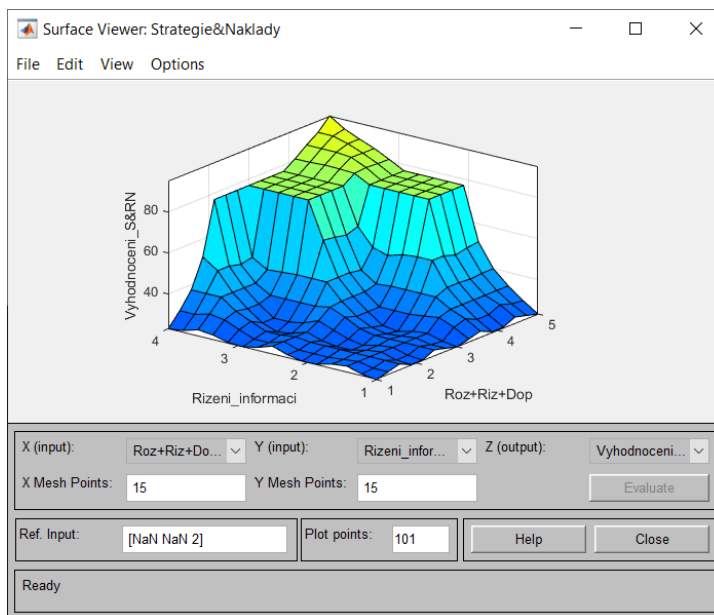 Surface Viewer: Strategie&Naklady
File Edit View Options
Vyhodnoceni_S&RN
80
60
40
4
3
2
1
1
2
3
4
5
Rizeni_informaci
Roz+Riz+Dop
X (input): Roz+Riz+Do... Y (input): Rizeni_infor... Z (output): Vyhodnoceni...
X Mesh Points: 15 Y Mesh Points: 15 Evaluate
Ref. Input: [NaN NaN 2] Plot points: 101 Help Close
Ready